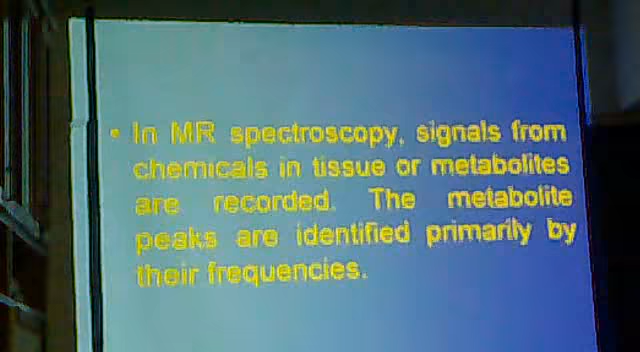 • In MR spectroscopy, signals from
chemicals in tissue or metabolites
are recorded. The metabolite
peaks are identified primarily by
their frequencies.